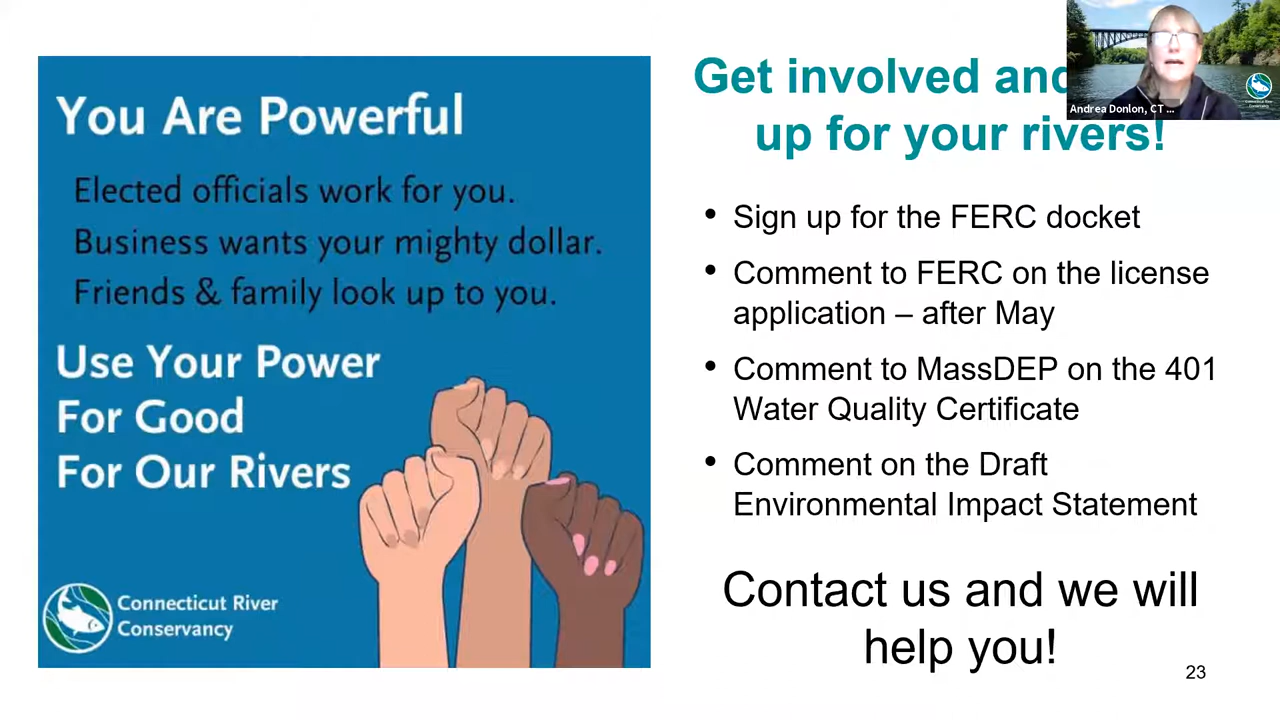 You Are Powerful
Elected officials work for you.
Business wants your mighty dollar.
Friends & family look up to you.
Use Your Power
For Good
For Our Rivers
Connecticut River
Conservancy
Get involved and
up for your rivers!
• Sign up for the FERC docket
• Comment to FERC on the license
application – after May
• Comment to MassDEP on the 401
Water Quality Certificate
• Comment on the Draft
Environmental Impact Statement
Contact us and we will
help you!
23
Andrea Donlon, CT ...
Connecticut River
Conservancy